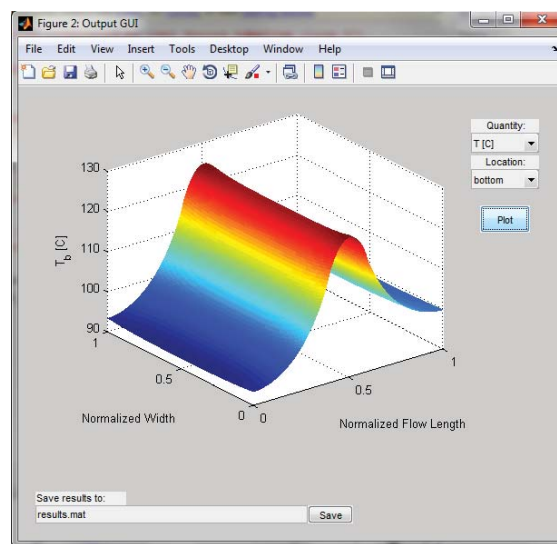 Figure 2: Output GUI
File Edit View Insert Tools Desktop Window Help
Quantity:
T [C]
Location:
bottom
Plot
130
120
110
100
90
T_b [C]
1
0.5
0
0
0.5
1
Normalized Width
Normalized Flow Length
Save results to:
results.mat
Save